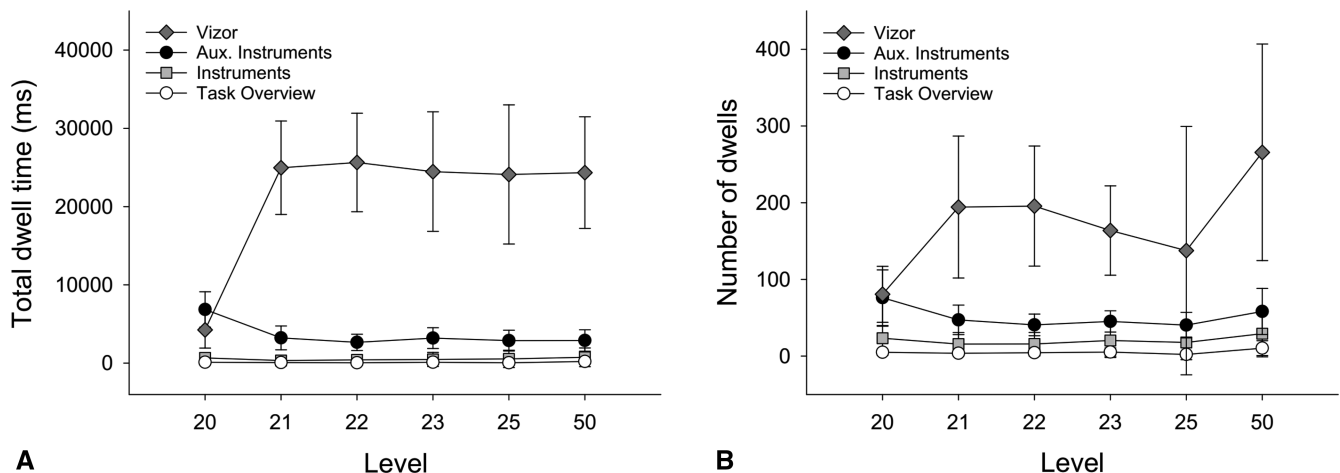 Vizor
Aux. Instruments
Instruments
Task Overview
Total dwell time (ms)
40000
30000
20000
10000
0
20 21 22 23 25 50
Level
A
Vizor
Aux. Instruments
Instruments
Task Overview
Number of dwells
400
300
200
100
0
20 21 22 23 25 50
Level
B